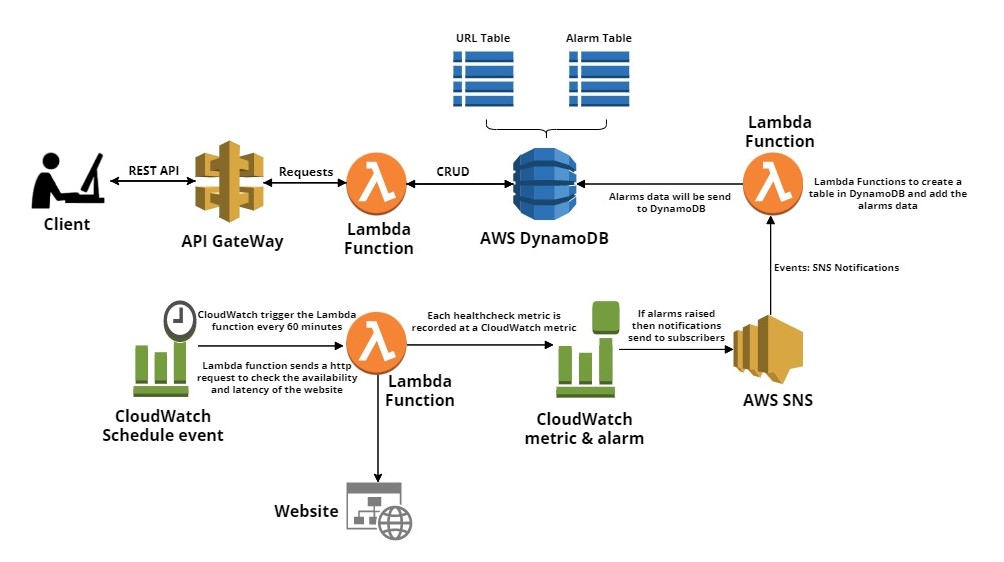 URL Table
Alarm Table
Lambda
Function
REST API
Requests
CRUD
Alarms data will be send
to DynamoDB
Lambda Functions to create a
table in DynamoDB and add the
alarms data
Client
API GateWay
Lambda
Function
AWS DynamoDB
Events: SNS Notifications
CloudWatch trigger the Lambda
function every 60 minutes
Lambda function sends a http
request to check the availability
and latency of the website
Each healthcheck metric is
recorded at a CloudWatch metric
If alarms raised
then notifications
send to subscribers
CloudWatch
Schedule event
Lambda
Function
CloudWatch
metric & alarm
AWS SNS
Website